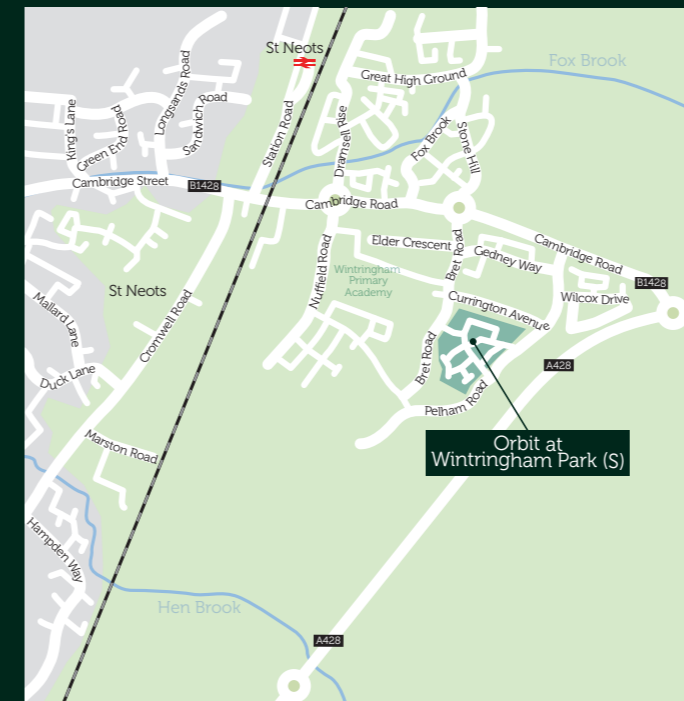 St Neots
Fox Brook
Great High Ground
Longsands Road
Sandwich Road
King's Lane
Green End Road
Station Road
Dramsell Rise
Fox Brook
Stone Hill
Cambridge Street
B1428
Cambridge Road
Elder Crescent
Bret Road
Gedney Way
Cambridge Road
B1428
Nuffield Road
Wintringham
Primary
Academy
St Neots
Cromwell Road
Mallard Lane
Duck Lane
Currington Avenue
Wilcox Drive
Bret Road
A428
Pelham Road
Marston Road
Orbit at
Wintringham Park (S)
Hampden Way
Hen Brook
A428